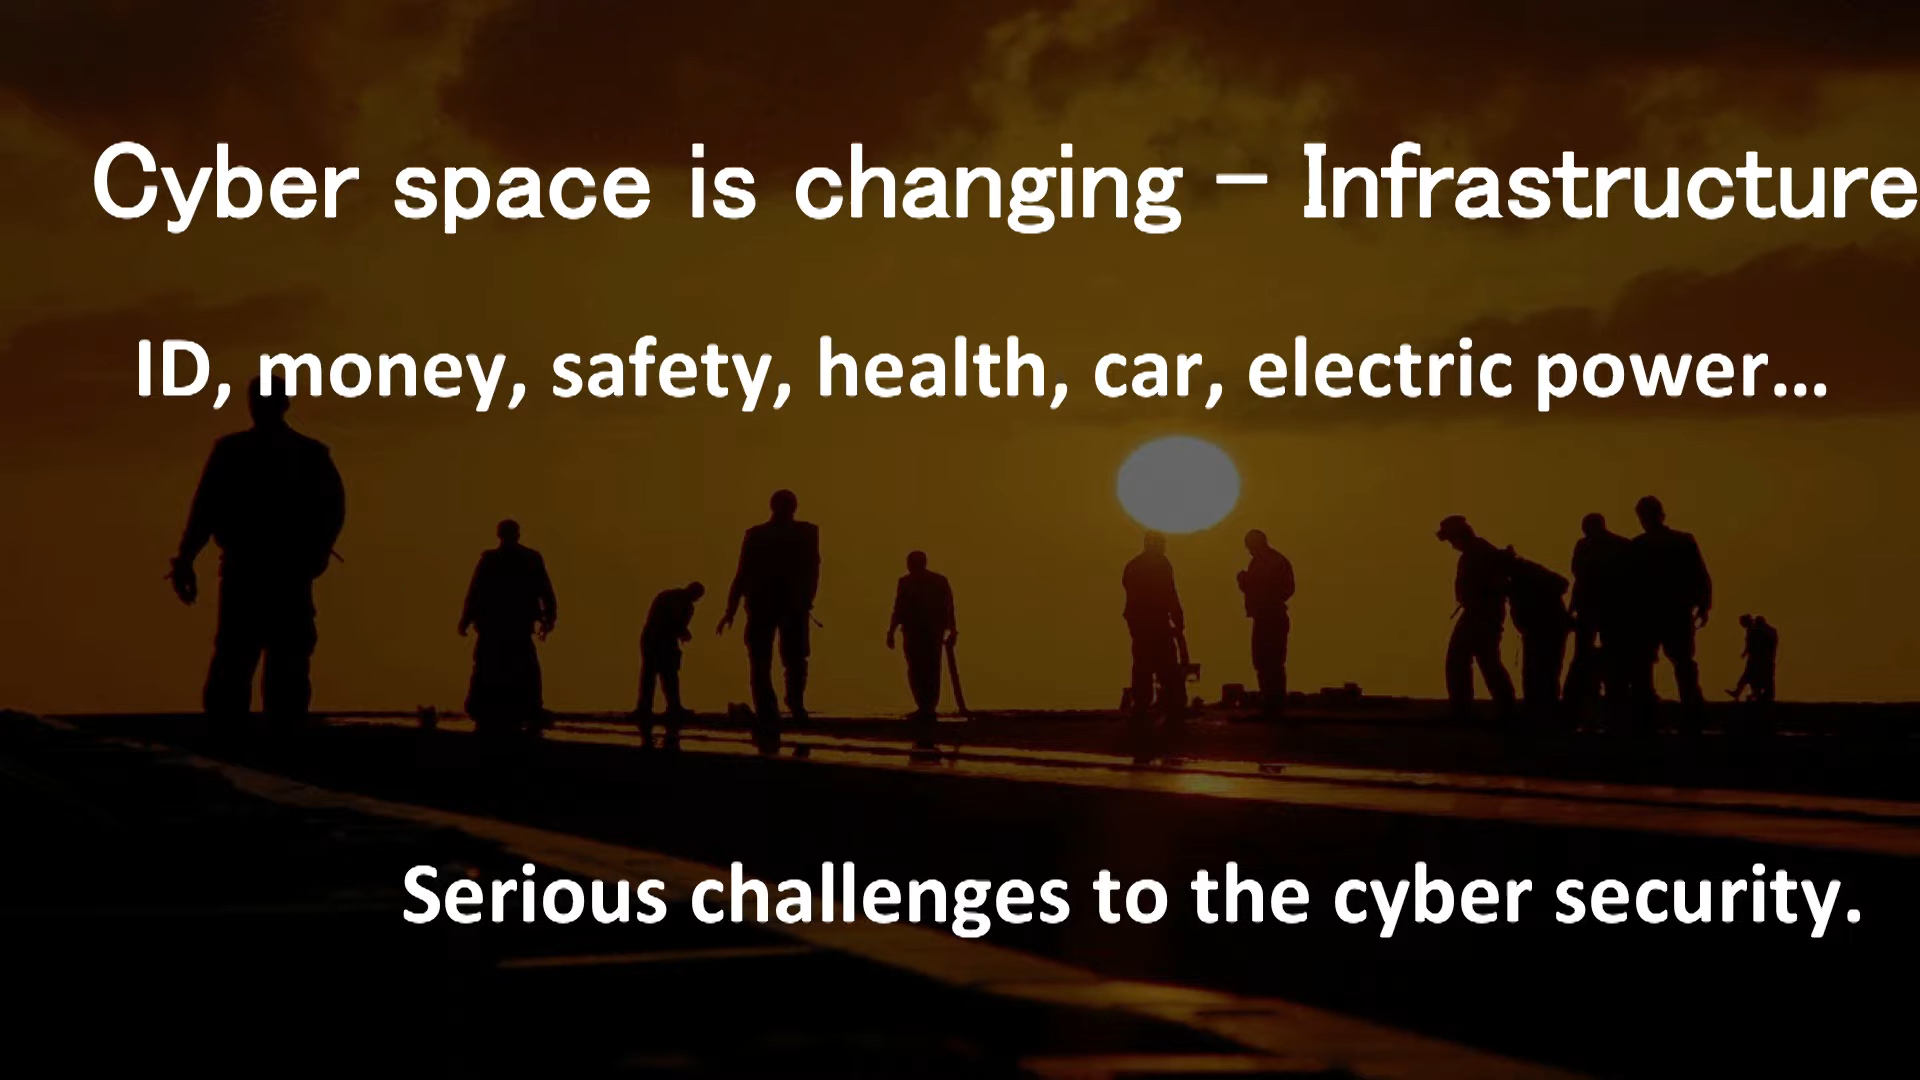 Cyber space is changing – Infrastructure
ID, money, safety, health, car, electric power...
Serious challenges to the cyber security.